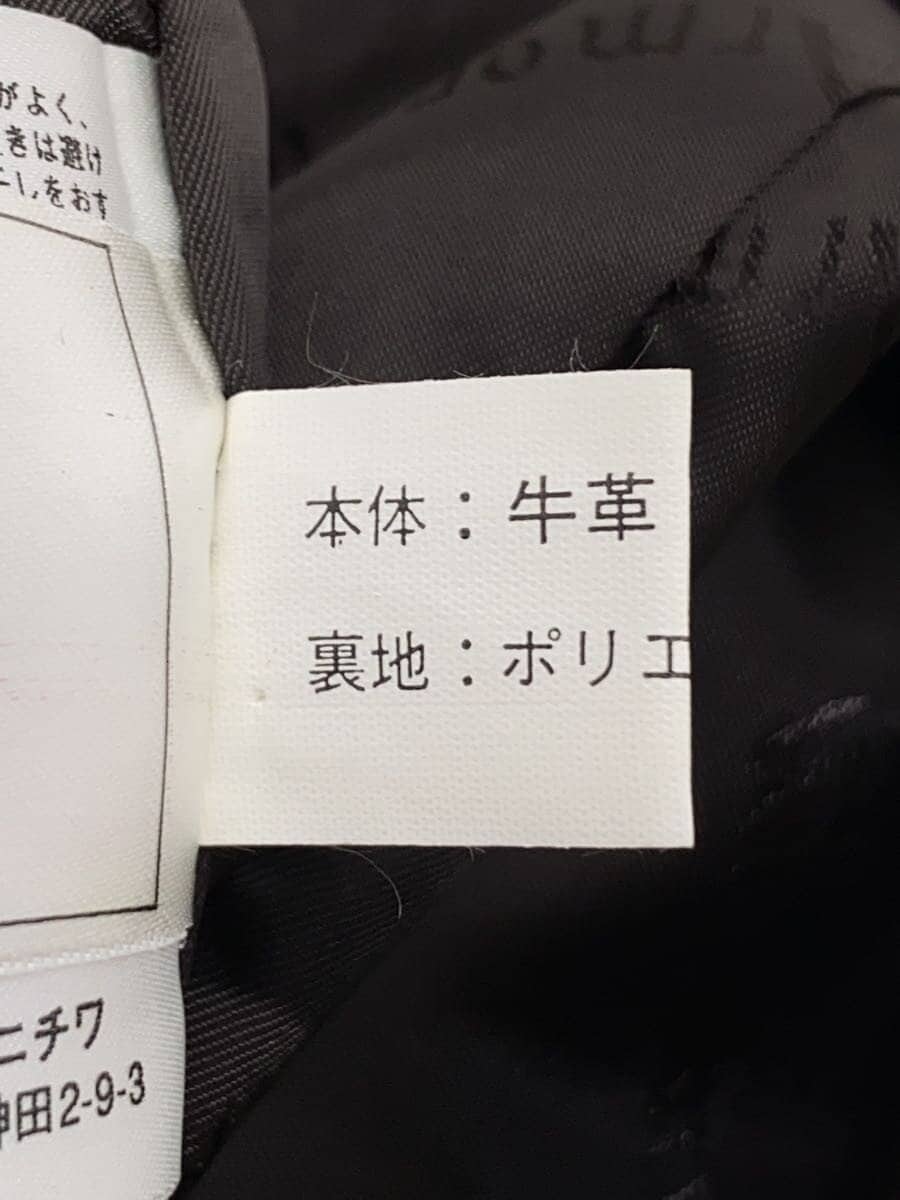 がよく、
きは避け
しをおす
本体：牛革
裏地：ポリエ
ニチワ
神田2-9-3